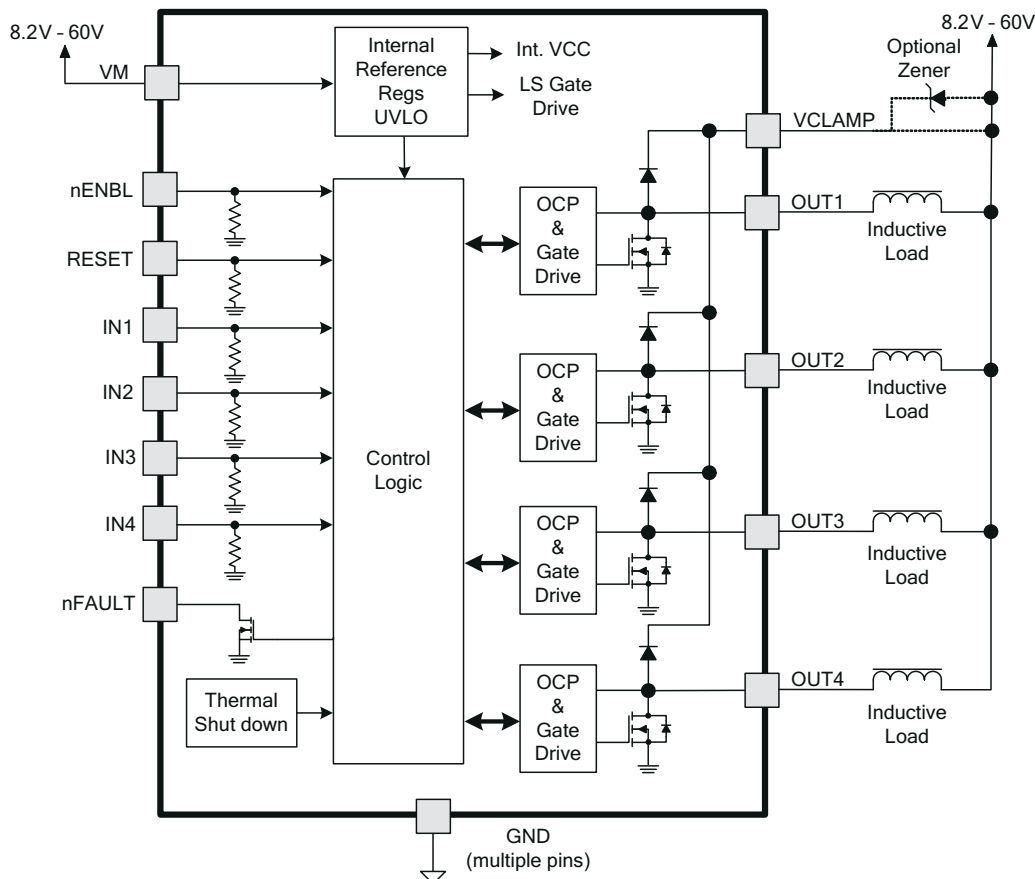 8.2V - 60V
VM
Internal
Reference
Regs
UVLO
Int. VCC
LS Gate
Drive
8.2V - 60V
Optional
Zener
VCLAMP
nENBL
RESET
IN1
IN2
IN3
IN4
nFAULT
Thermal
Shut down
Control
Logic
OCP
&
Gate
Drive
OUT1
Inductive
Load
OCP
&
Gate
Drive
OUT2
Inductive
Load
OCP
&
Gate
Drive
OUT3
Inductive
Load
OCP
&
Gate
Drive
OUT4
Inductive
Load
GND
(multiple pins)